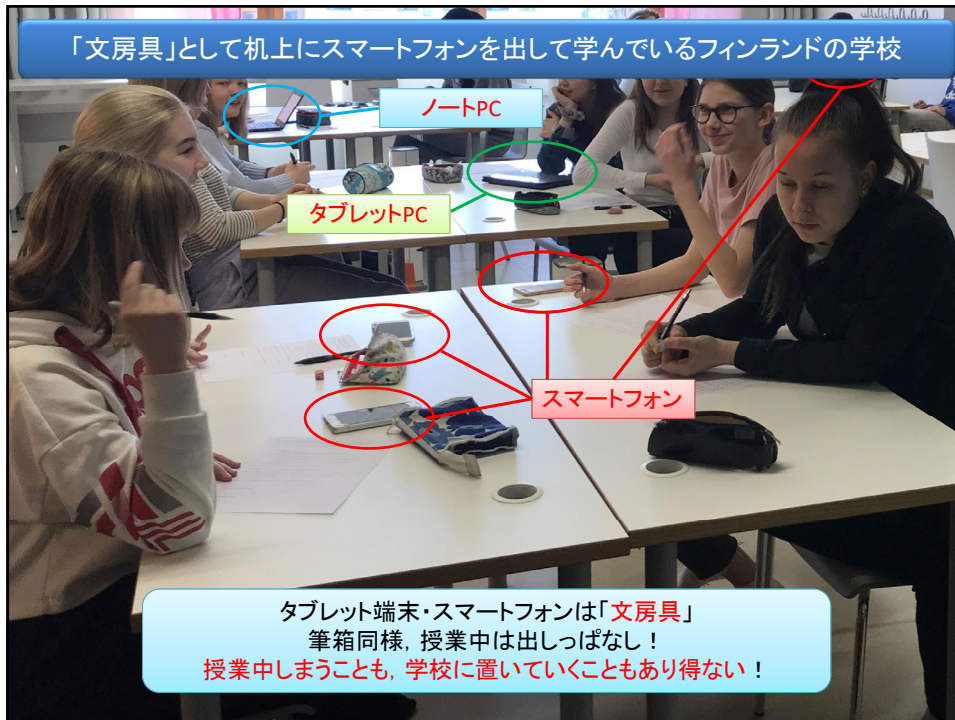 「文房具」として机上にスマートフォンを出して学んでいるフィンランドの学校
ノートPC
タブレットPC
スマートフォン
タブレット端末・スマートフォンは「文房具」
筆箱同様，授業中は出しっぱなし！
授業中しまうことも，学校に置いていくこともあり得ない！